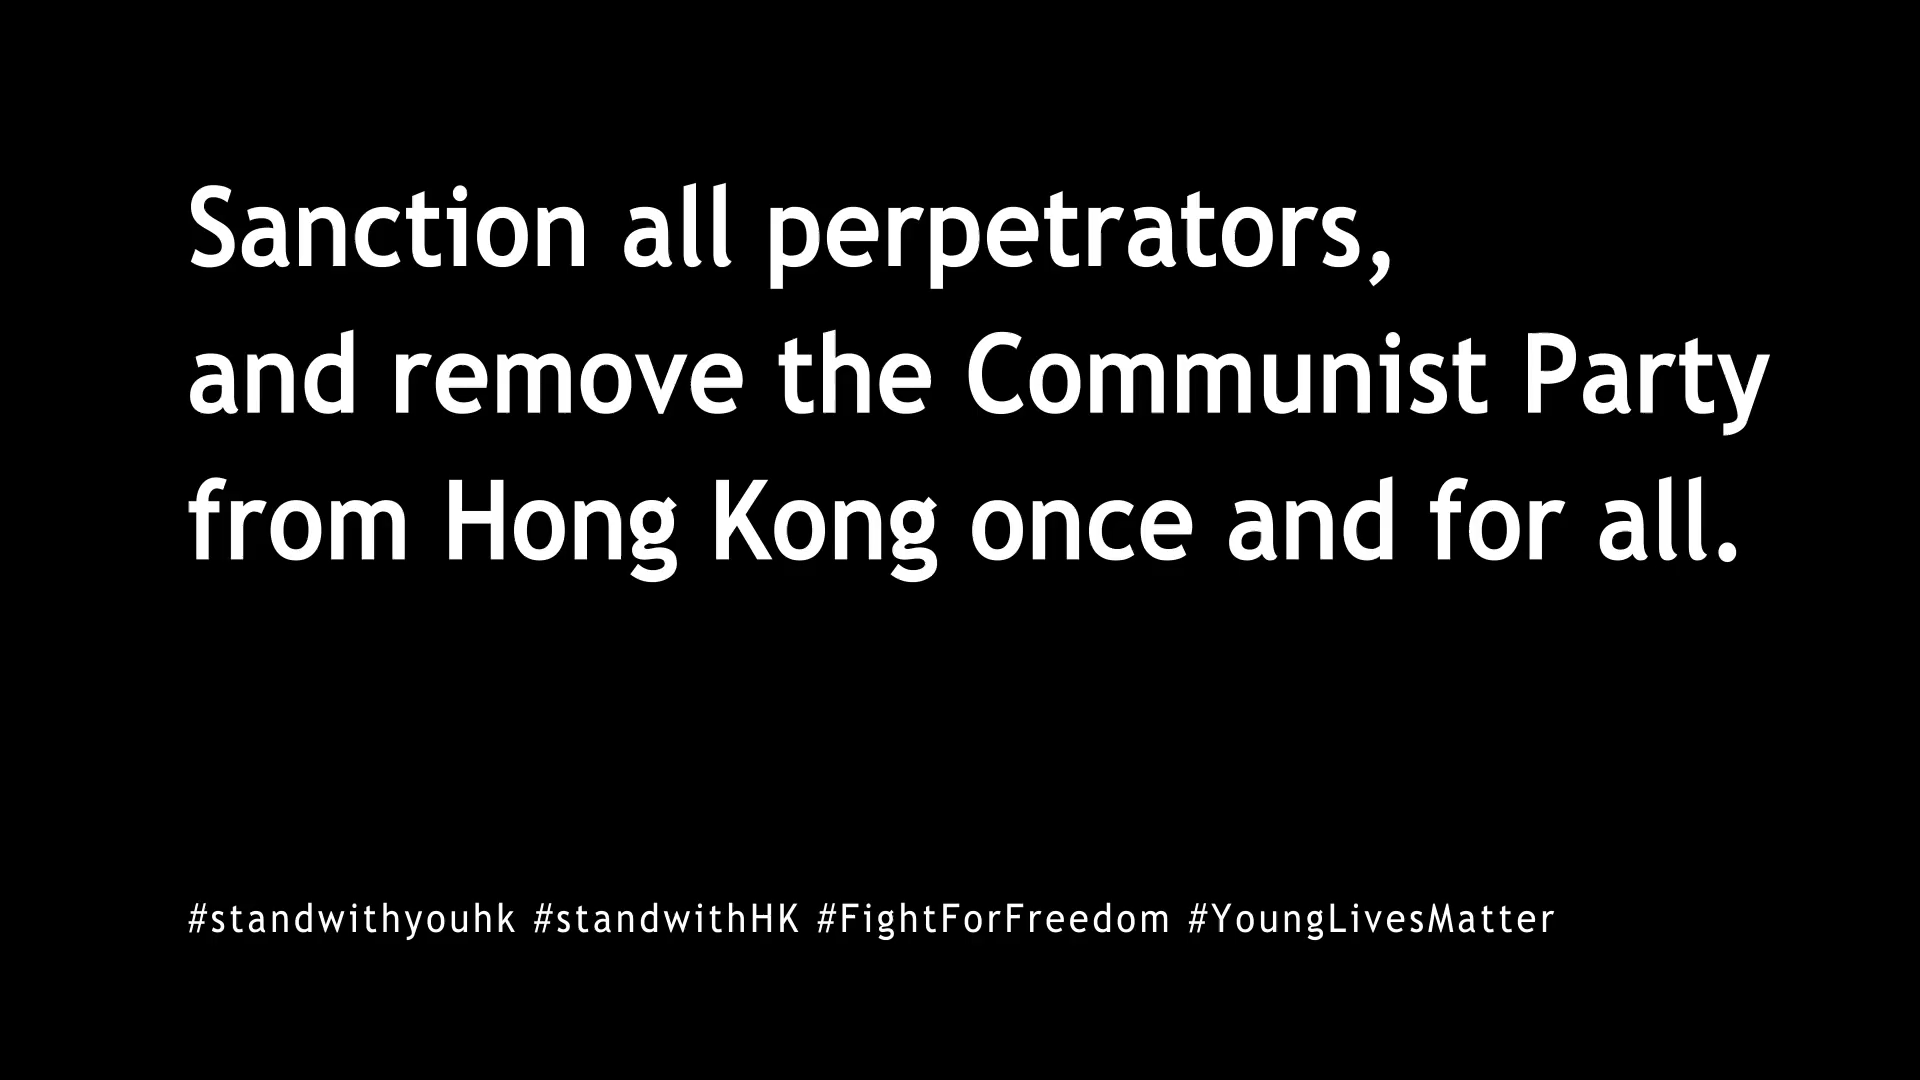 Sanction all perpetrators,
and remove the Communist Party
from Hong Kong once and for all.
#standwithyouhk #standwithHK #FightForFreedom #YoungLivesMatter